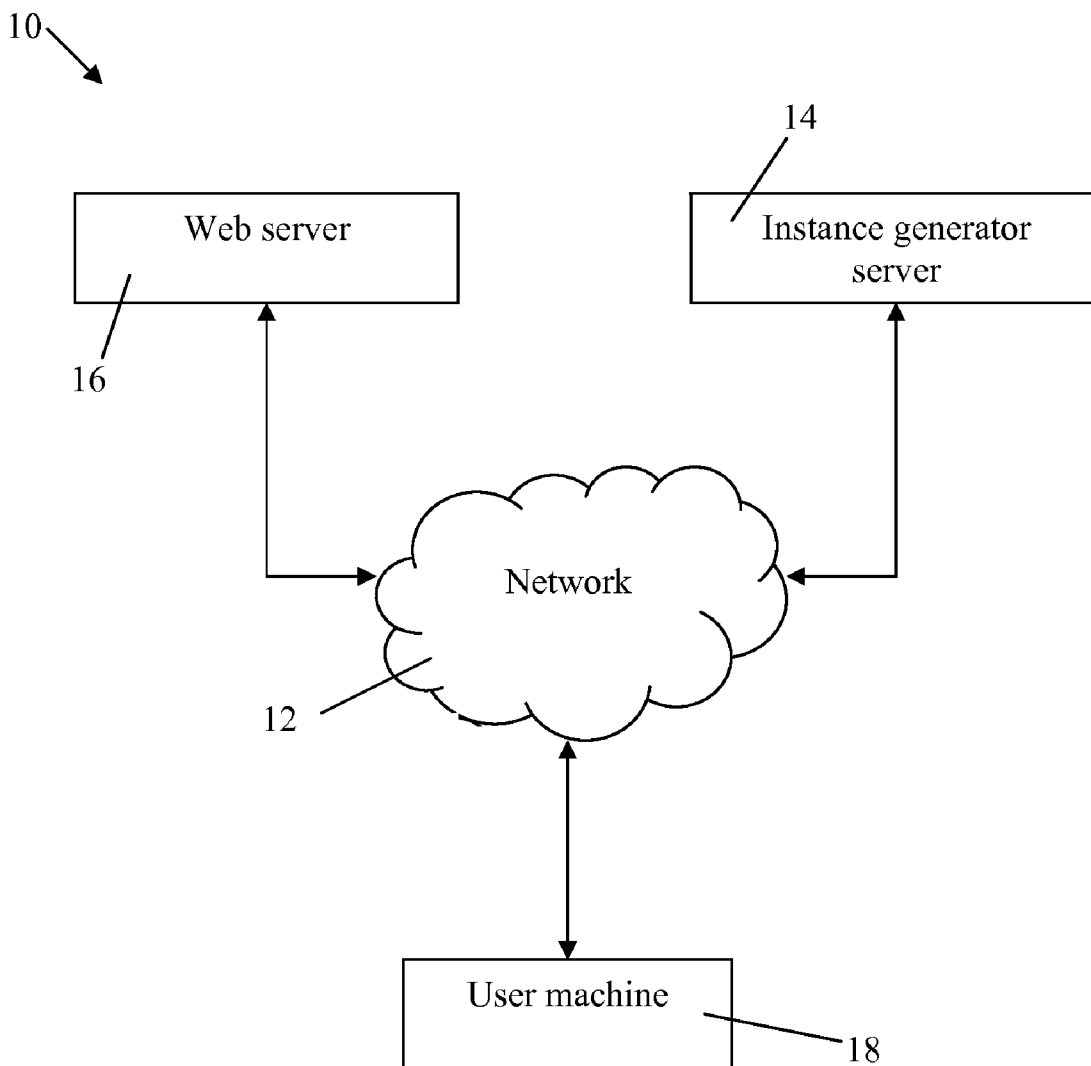 10
14
Web server
Instance generator
server
16
Network
12
User machine
18